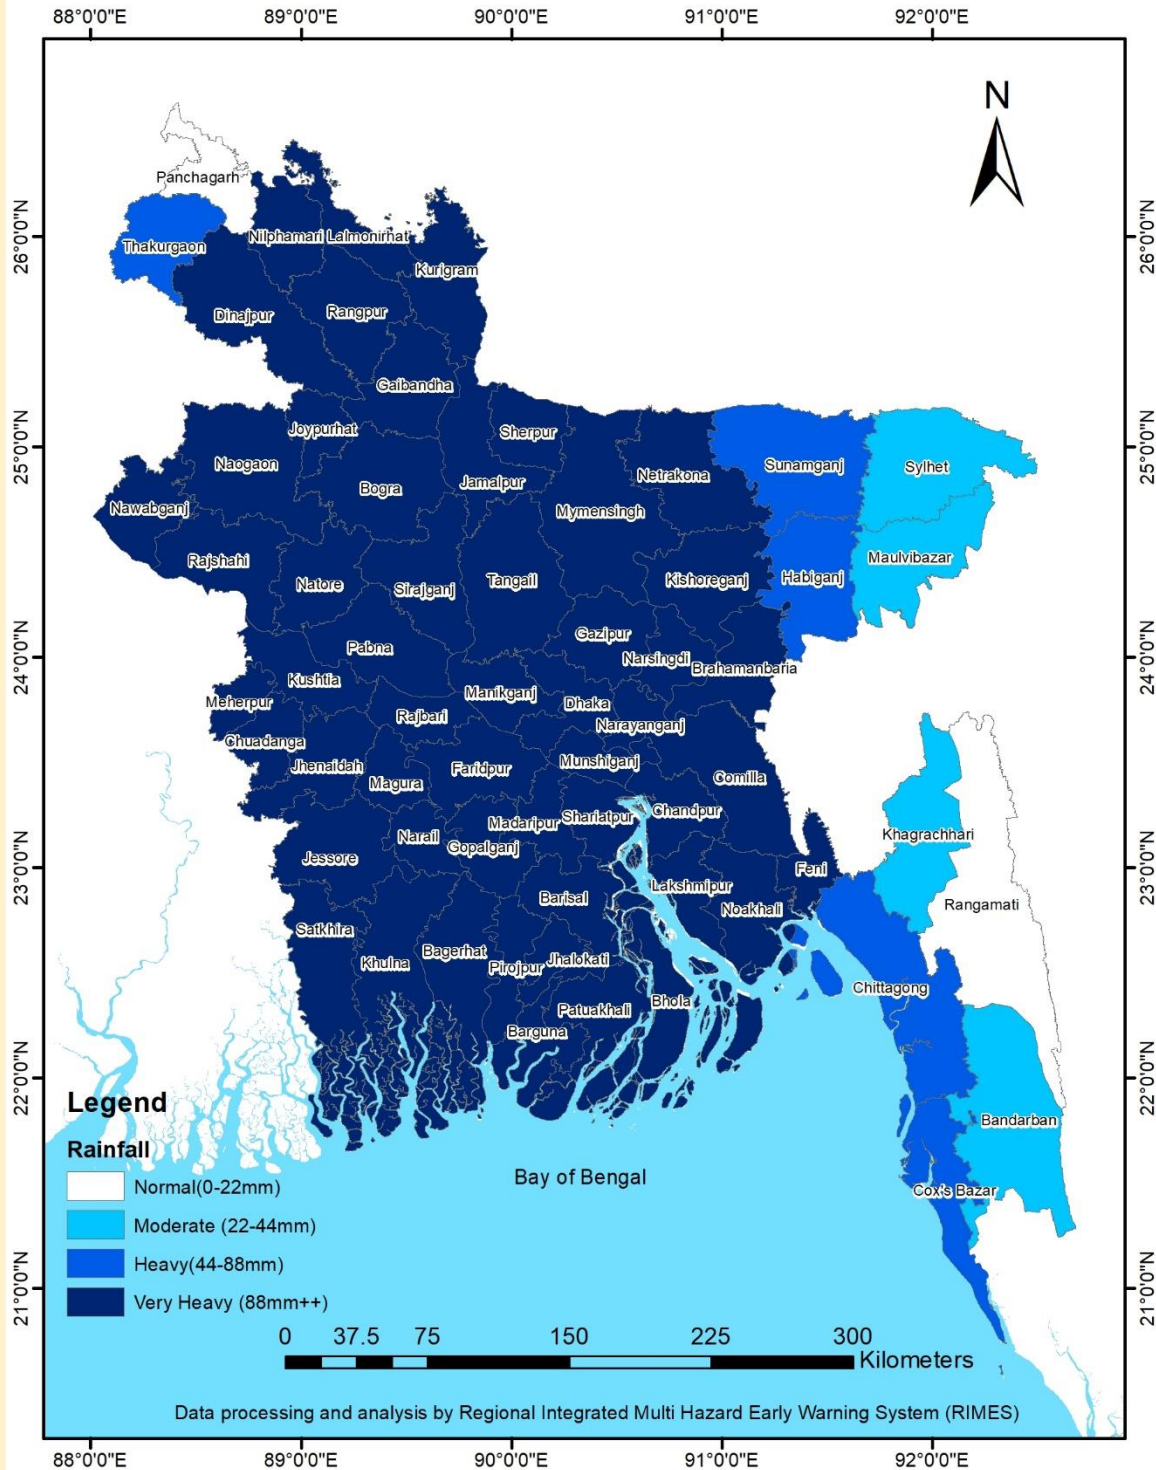 88°0'0"E 89°0'0"E 90°0'0"E 91°0'0"E 92°0'0"E
N
Panchagarh
26°0'0"N
Thakurgaon
Nilphamari Lalmonirhat
26°0'0"N
Kurigram
Dinajpur
Rangpur
Gaibandha
25°0'0"N
Joypurhat
Sherpur
25°0'0"N
Naogaon
Sunamganj
Sylhet
Bogra
Jamalpur
Netrakona
Nawabganj
Mymensingh
Rajshahi
Maulvibazar
Natore
Sirajganj
Tangail
Kishoreganj
Habiganj
Gazipur
24°0'0"N
Pabna
Narsingdi
Brahamanbaria
24°0'0"N
Kushtia
Meherpur
Manikganj
Dhaka
Rajbari
Narayanganj
Chuadanga
Jhenaidah
Magura
Faridpur
Munshiganj
Comilla
Shariatpur
Chandpur
Madaripur
Narail
Gopalganj
Khagrachhari
Jessore
23°0'0"N
Feni
23°0'0"N
Barisal
Lakshmipur
Noakhali
Rangamati
Satkhira
Khulna
Bagerhat
Pirojpur
Jhalokati
Chittagong
Patuakhali
Bhola
Barguna
22°0'0"N
22°0'0"N
Bandarban
Cox's Bazar
Bay of Bengal
Legend
Rainfall
Normal(0-22mm)
Moderate (22-44mm)
Heavy(44-88mm)
Very Heavy (88mm++)
21°0'0"N
21°0'0"N
0 37.5 75 150 225 300
Kilometers
Data processing and analysis by Regional Integrated Multi Hazard Early Warning System (RIMES)
88°0'0"E 89°0'0"E 90°0'0"E 91°0'0"E 92°0'0"E